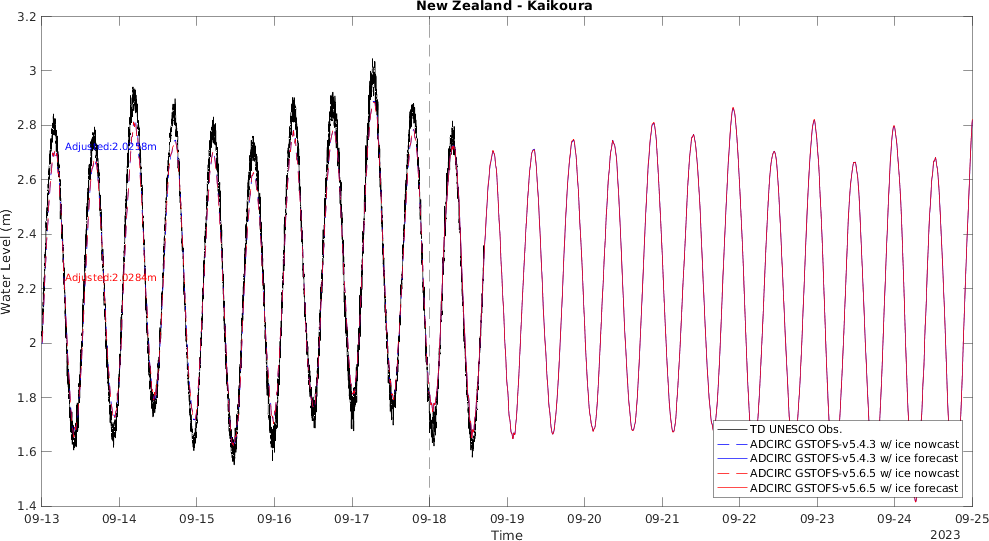 New Zealand - Kaikoura
3.2
3
2.8
2.6
2.4
2.2
2
1.8
1.6
1.4
Water Level (m)
Adjusted:2.0258m
Adjusted:2.0284m
TD UNESCO Obs.
ADCIRC GSTOFS-v5.4.3 w/ ice nowcast
ADCIRC GSTOFS-v5.4.3 w/ ice forecast
ADCIRC GSTOFS-v5.6.5 w/ ice nowcast
ADCIRC GSTOFS-v5.6.5 w/ ice forecast
09-13 09-14 09-15 09-16 09-17 09-18 09-19 09-20 09-21 09-22 09-23 09-24 09-25
Time
2023